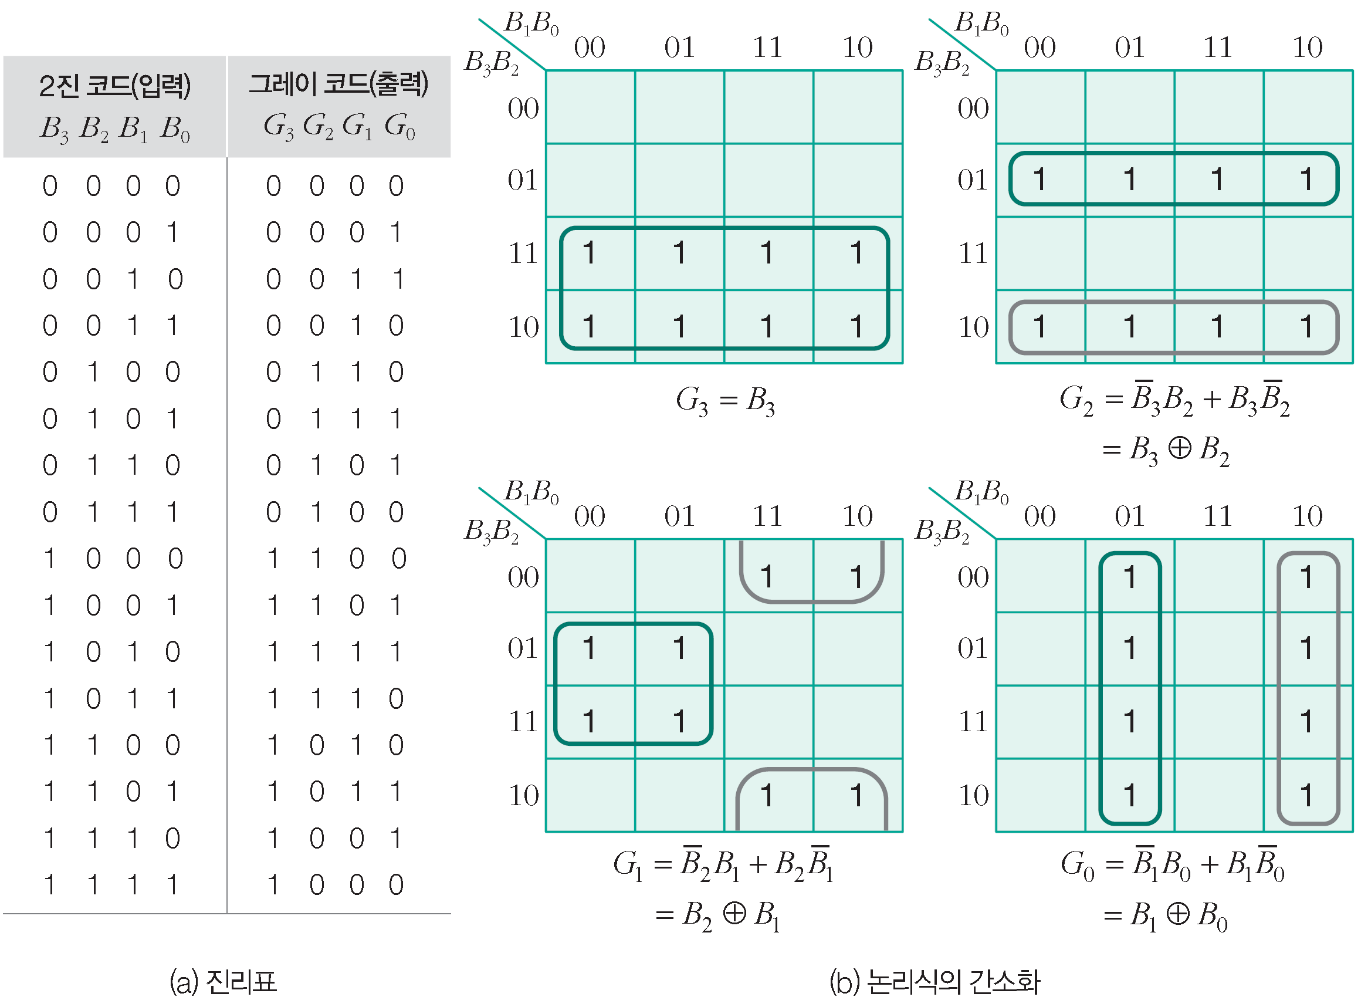 2진 코드(입력) 그레이 코드(출력)
B₃ B₂ B₁ B₀ G₃ G₂ G₁ G₀
0 0 0 0 0 0 0 0
0 0 0 1 0 0 0 1
0 0 1 0 0 0 1 1
0 0 1 1 0 0 1 0
0 1 0 0 0 1 1 0
0 1 0 1 0 1 1 1
0 1 1 0 0 1 0 1
0 1 1 1 0 1 0 0
1 0 0 0 1 1 0 0
1 0 0 1 1 1 0 1
1 0 1 0 1 1 1 1
1 0 1 1 1 1 1 0
1 1 0 0 1 0 1 0
1 1 0 1 1 0 1 1
1 1 1 0 1 0 0 1
1 1 1 1 1 0 0 0
(a) 진리표
B₁B₀
00 01 11 10
B₃B₂
00
01
11 1 1 1 1
10 1 1 1 1
G₃ = B₃
B₁B₀
00 01 11 10
B₃B₂
00
01 1 1 1 1
11
10 1 1 1 1
G₂ = B̅₃B₂ + B₃B̅₂
= B₃ ⊕ B₂
B₁B₀
00 01 11 10
B₃B₂
00 1 1
01 1 1
11 1 1
10 1 1
G₁ = B̅₂B₁ + B₂B̅₁
= B₂ ⊕ B₁
B₁B₀
00 01 11 10
B₃B₂
00 1 1
01 1 1
11 1 1
10 1 1
G₀ = B̅₁B₀ + B₁B̅₀
= B₁ ⊕ B₀
(b) 논리식의 간소화